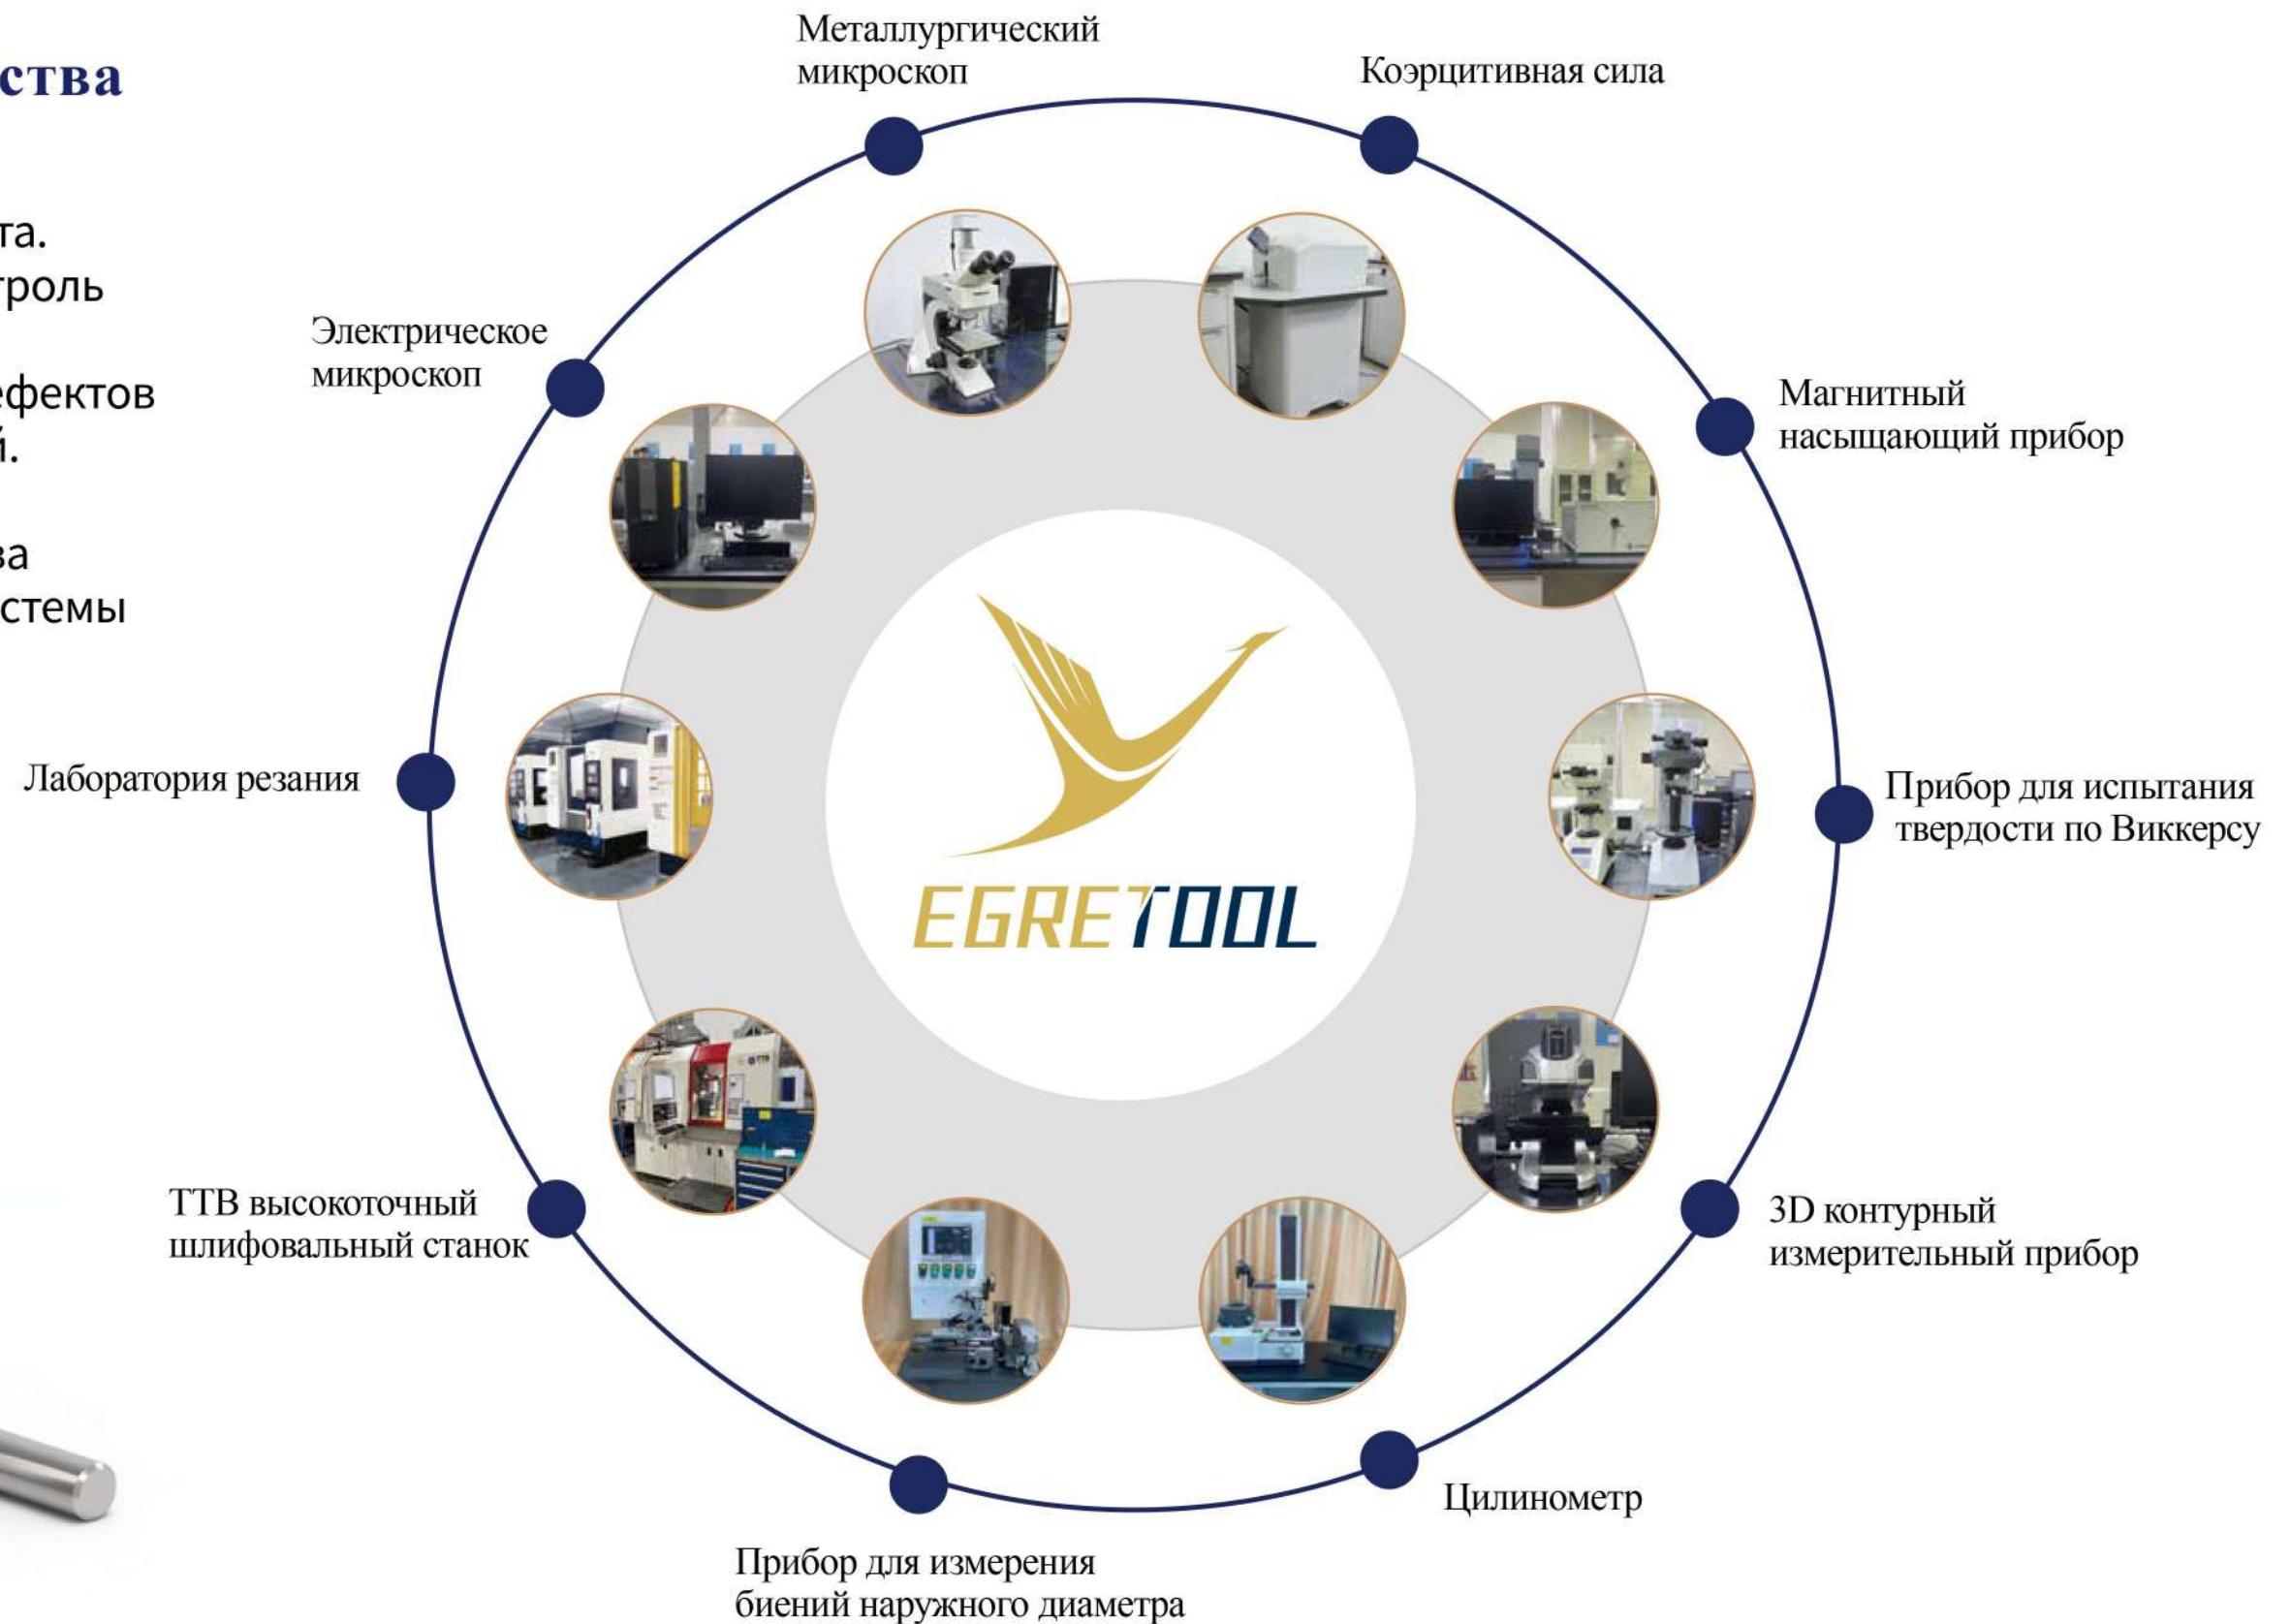 ства
та.
троль
ефектов
й.
ва
стемы
Металлургический
микроскоп
Коэрцитивная сила
Электрическое
микроскоп
Магнитный
насыщающий прибор
Лаборатория резания
Прибор для испытания
твердости по Виккерсу
EGRETOOL
ТТВ высокоточный
шлифовальный станок
3D контурный
измерительный прибор
Цилинометр
Прибор для измерения
биений наружного диаметра
TTB